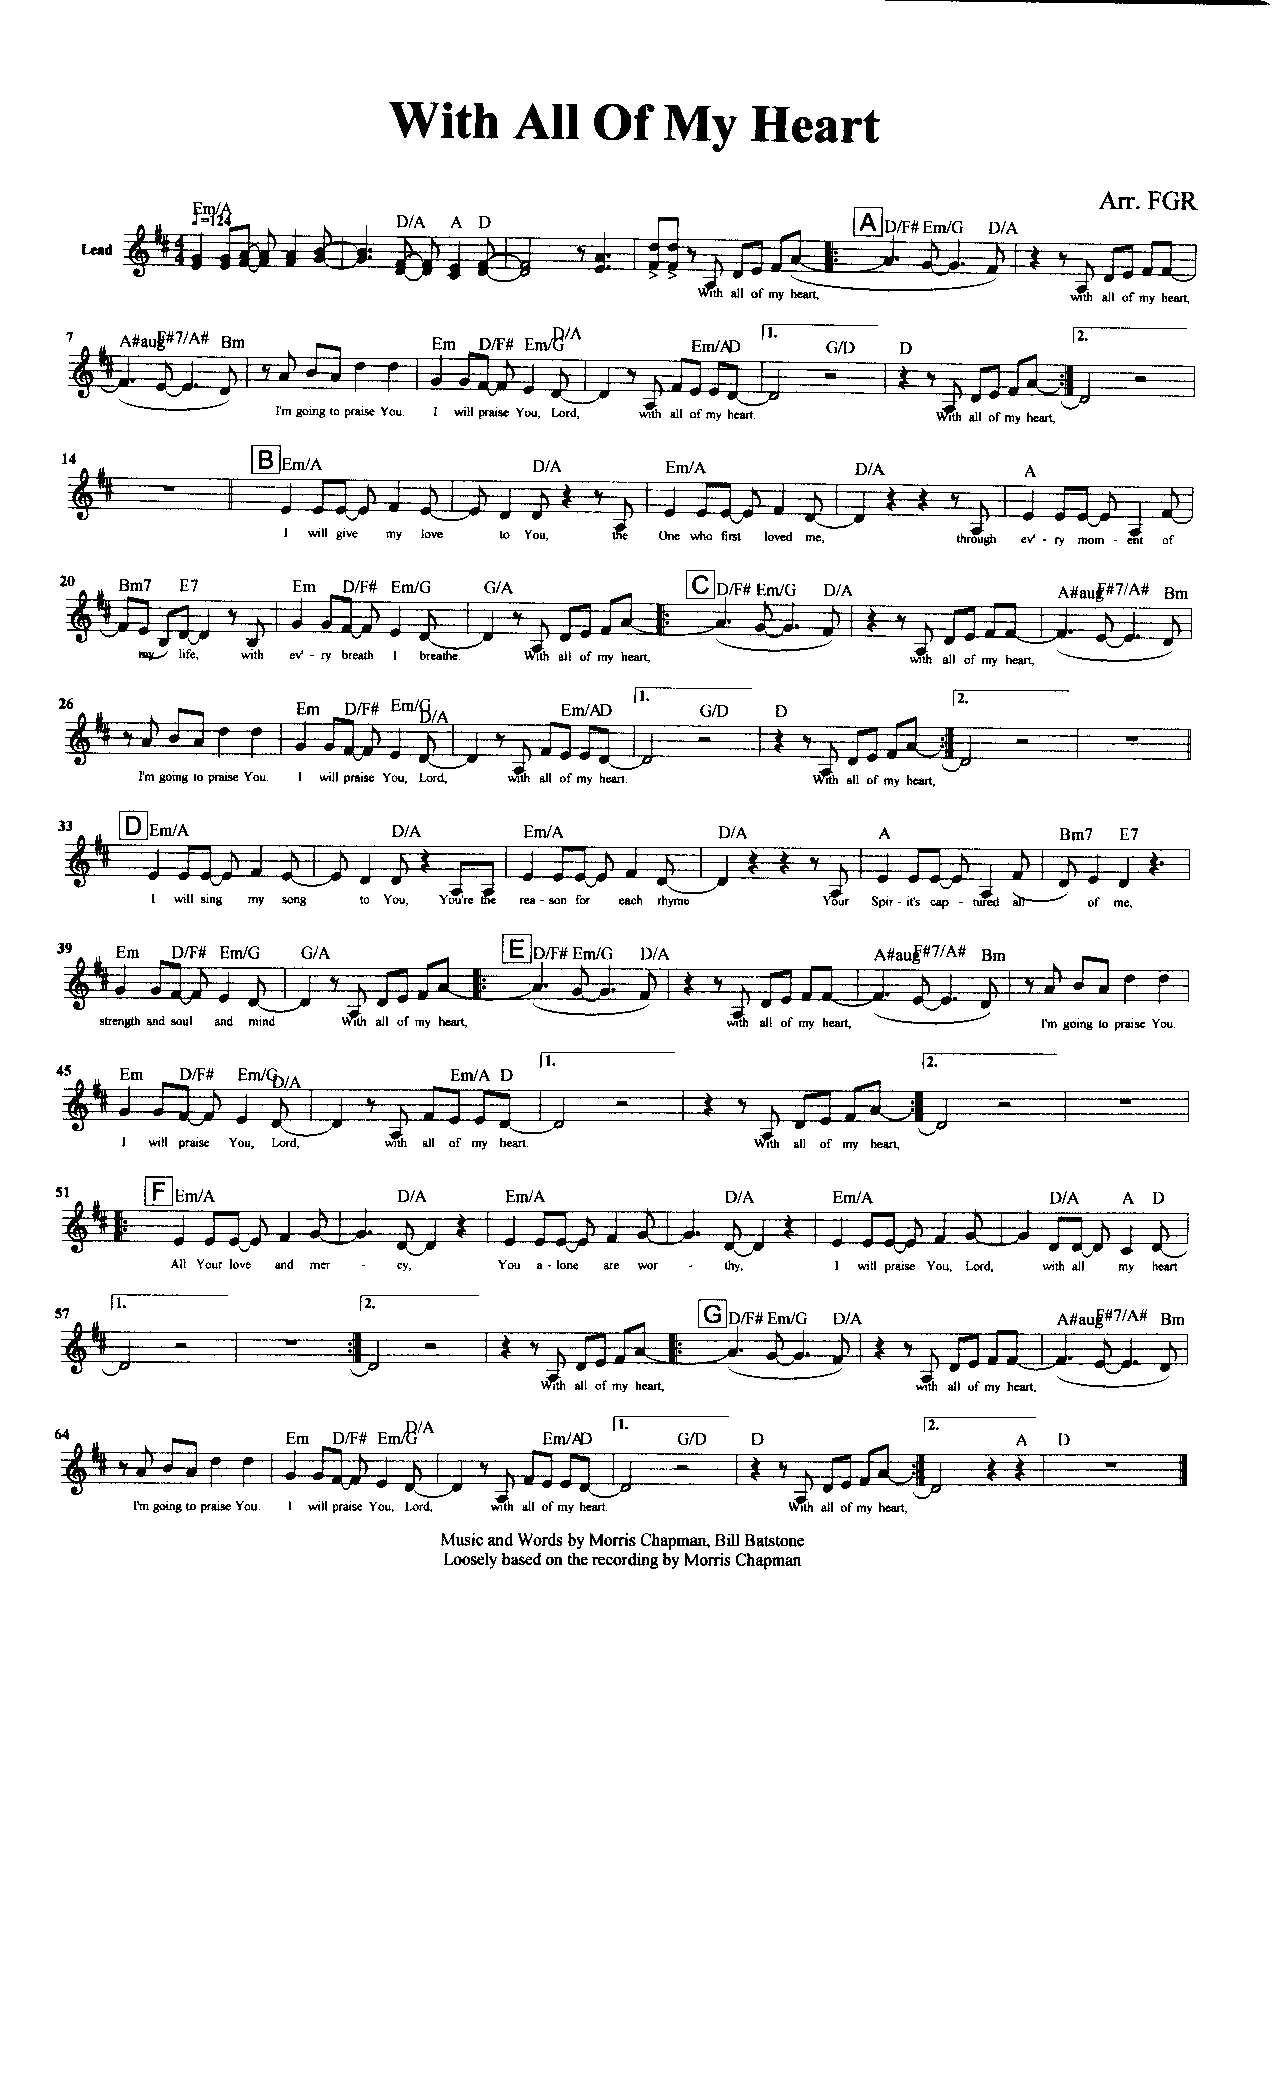 With All Of My Heart
Arr. FGR
Em/A
♩=124
D/A A D
A D/F# Em/G D/A
Lead
With all of my heart, with all of my heart,
7
A#aug F#7/A# Bm Em D/F# Em/G D/A Em/A D 1. G/D D 2.
I'm going to praise You. I will praise You, Lord, with all of my heart. With all of my heart,
14
B Em/A D/A Em/A D/A A
I will give my love to You, the One who first loved me, through ev' - ry mom - ent of
20
Bm7 E7 Em D/F# Em/G G/A C D/F# Em/G D/A A#aug F#7/A# Bm
my life, with ev' - ry breath I breathe. With all of my heart, with all of my heart,
26
Em D/F# Em/G D/A Em/A D 1. G/D D 2.
I'm going to praise You. I will praise You, Lord, with all of my heart. With all of my heart,
33
D Em/A D/A Em/A D/A A Bm7 E7
I will sing my song to You, You're the rea - son for each rhyme Your Spir - it's cap - tured all of me,
39
Em D/F# Em/G G/A E D/F# Em/G D/A A#aug F#7/A# Bm
strength and soul and mind With all of my heart, with all of my heart, I'm going to praise You.
45
Em D/F# Em/G D/A Em/A D 1. 2.
I will praise You, Lord, with all of my heart. With all of my heart,
51
F Em/A D/A Em/A D/A Em/A D/A A D
All Your love and mer - cy, You a - lone are wor - thy, I will praise You, Lord, with all my heart
57
1. 2. G D/F# Em/G D/A A#aug F#7/A# Bm
With all of my heart, with all of my heart,
64
Em D/F# Em/G D/A Em/A D 1. G/D D 2. A D
I'm going to praise You. I will praise You, Lord, with all of my heart. With all of my heart,
Music and Words by Morris Chapman, Bill Batstone
Loosely based on the recording by Morris Chapman